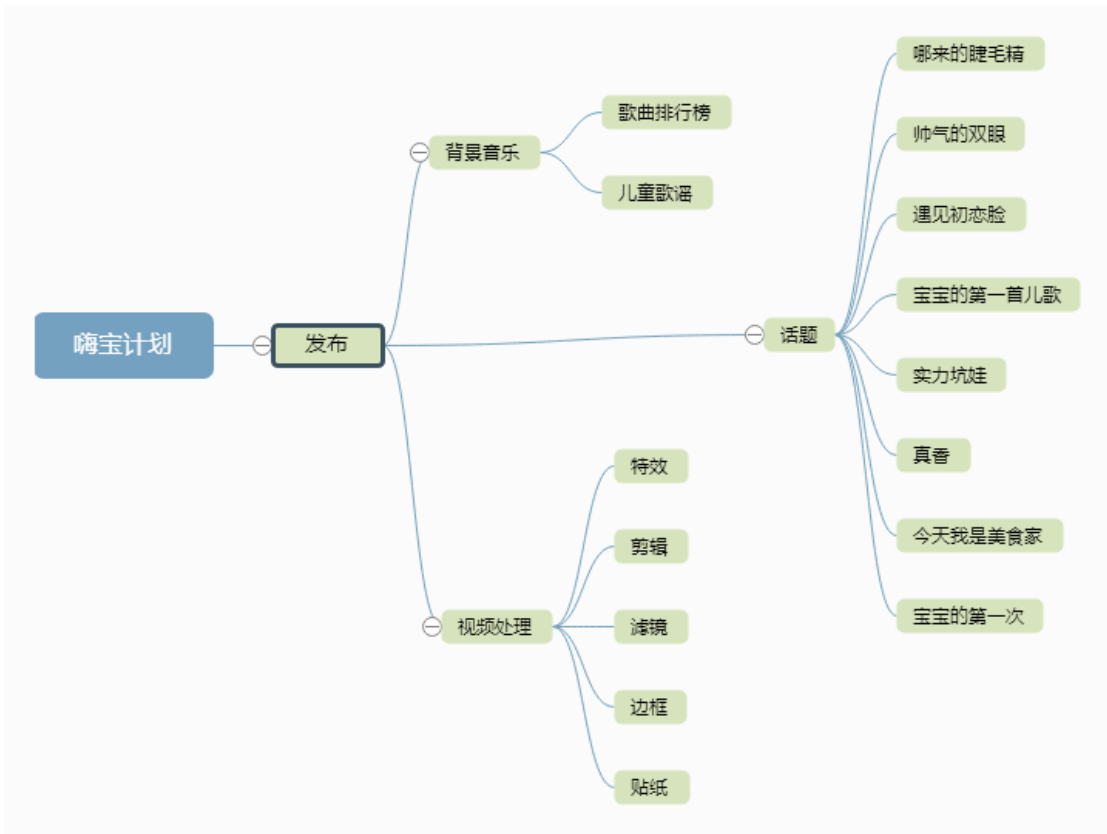 嗨宝计划
发布
背景音乐
歌曲排行榜
儿童歌谣
话题
哪来的睫毛精
帅气的双眼
遇见初恋脸
宝宝的第一首儿歌
实力坑娃
真香
今天我是美食家
宝宝的第一次
视频处理
特效
剪辑
滤镜
边框
贴纸